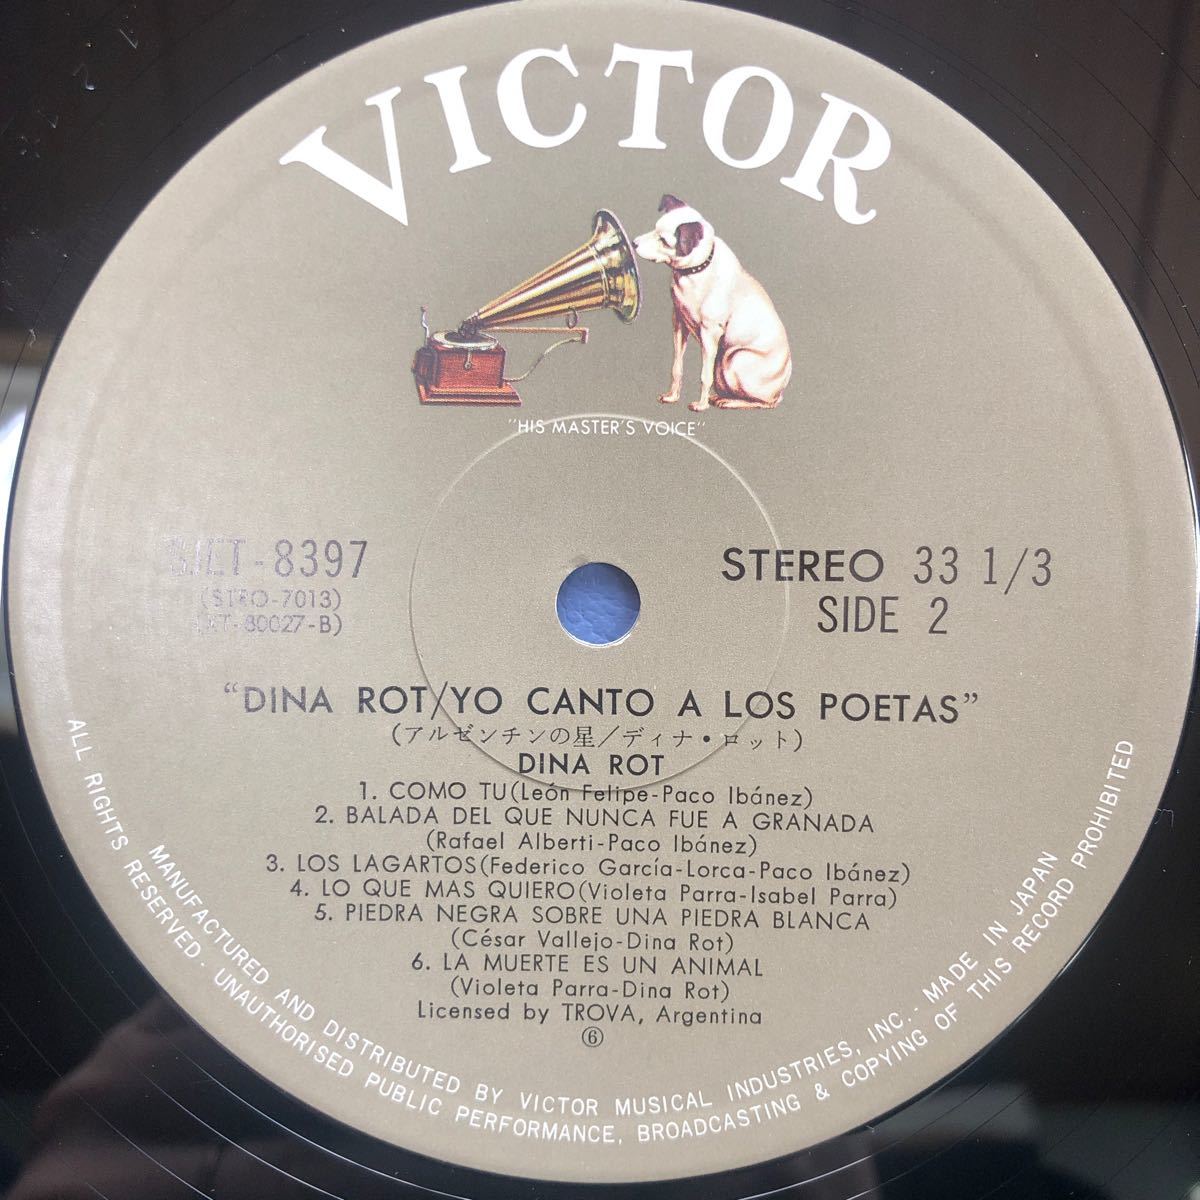 VICTOR
"HIS MASTER'S VOICE"
SJET-8397
STEREO 33 1/3
(STRO-7013)
SIDE 2
(JET-80027-B)
“DINA ROT/YO CANTO A LOS POETAS”
(アルゼンチンの星/ディナ・ロット)
DINA ROT
1. COMO TU(León Felipe-Paco Ibánez)
2. BALADA DEL QUE NUNCA FUE A GRANADA
(Rafael Alberti-Paco Ibánez)
3. LOS LAGARTOS(Federico García-Lorca-Paco Ibánez)
4. LO QUE MAS QUIERO(Violeta Parra-Isabel Parra)
5. PIEDRA NEGRA SOBRE UNA PIEDRA BLANCA
(César Vallejo-Dina Rot)
6. LA MUERTE ES UN ANIMAL
(Violeta Parra-Dina Rot)
Licensed by TROVA, Argentina
⑥
MANUFACTURED AND DISTRIBUTED BY VICTOR MUSICAL INDUSTRIES, INC.- MADE IN JAPAN
ALL RIGHTS RESERVED. UNAUTHORISED PUBLIC PERFORMANCE, BROADCASTING & COPYING OF THIS RECORD PROHIBITED